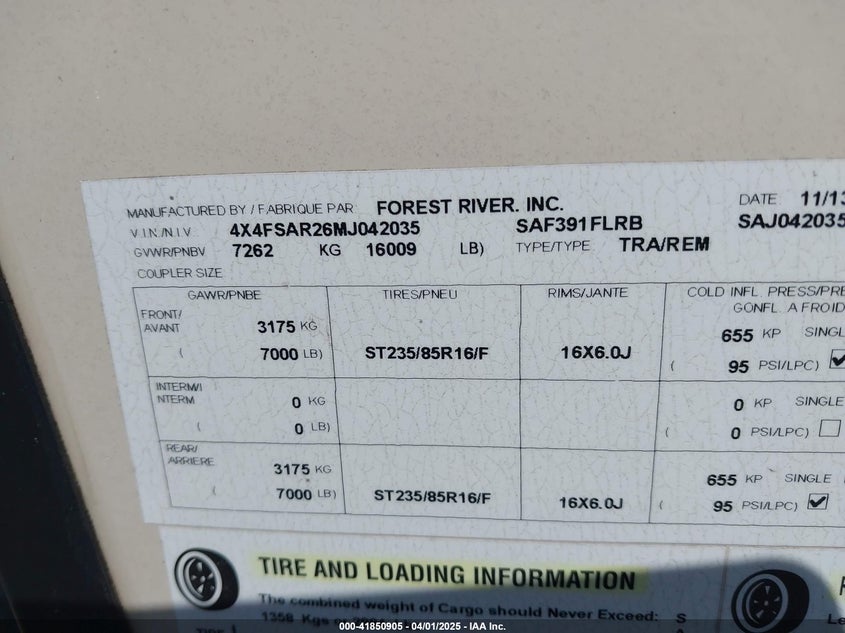 MANUFACTURED BY / FABRIQUE PAR FOREST RIVER. INC. DATE 11/13
V.I.N./N.I.V. 4X4FSAR26MJ042035 SAF391FLRB SAJ042035
GVWR/PNBV 7262 KG 16009 LB) TYPE/TYPE TRA/REM
COUPLER SIZE
GAWR/PNBE TIRES/PNEU RIMS/JANTE COLD INFL. PRESS/PRE
GONFL. A FROID
FRONT/
AVANT 3175 KG 655 KP SINGL
( 7000 LB) ST235/85R16/F 16X6.0J ( 95 PSI/LPC)
INTERM/I
NTERM 0 KG 0 KP SINGLE
( 0 LB) ( 0 PSI/LPC)
REAR/
ARRIERE 3175 KG 655 KP SINGLE
( 7000 LB) ST235/85R16/F 16X6.0J ( 95 PSI/LPC)
TIRE AND LOADING INFORMATION
The combined weight of Cargo should Never Exceed: S
1358 Kgs
000-41850905 - 04/01/2025 - IAA Inc.